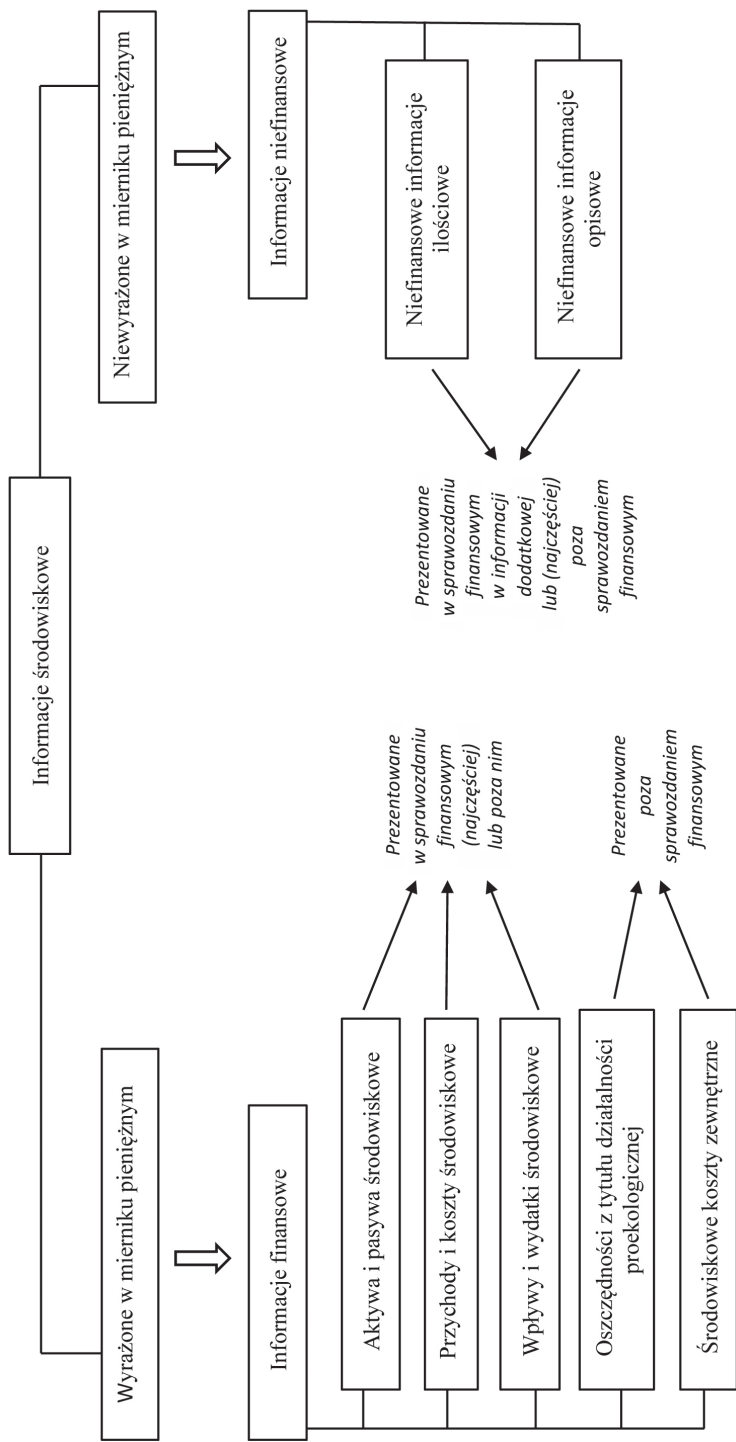 Informacje środowiskowe
Wyrażone w mierniku pieniężnym
Niewyrażone w mierniku pieniężnym
Informacje finansowe
Informacje niefinansowe
Aktywa i pasywa środowiskowe
Przychody i koszty środowiskowe
Wpływy i wydatki środowiskowe
Oszczędności z tytułu działalności
proekologicznej
Środowiskowe koszty zewnętrzne
Prezentowane
w sprawozdaniu
finansowym
(najczęściej)
lub poza nim
Prezentowane
poza
sprawozdaniem
finansowym
Prezentowane
w sprawozdaniu
finansowym
w informacji
dodatkowej
lub (najczęściej)
poza
sprawozdaniem
finansowym
Niefinansowe informacje
ilościowe
Niefinansowe informacje
opisowe